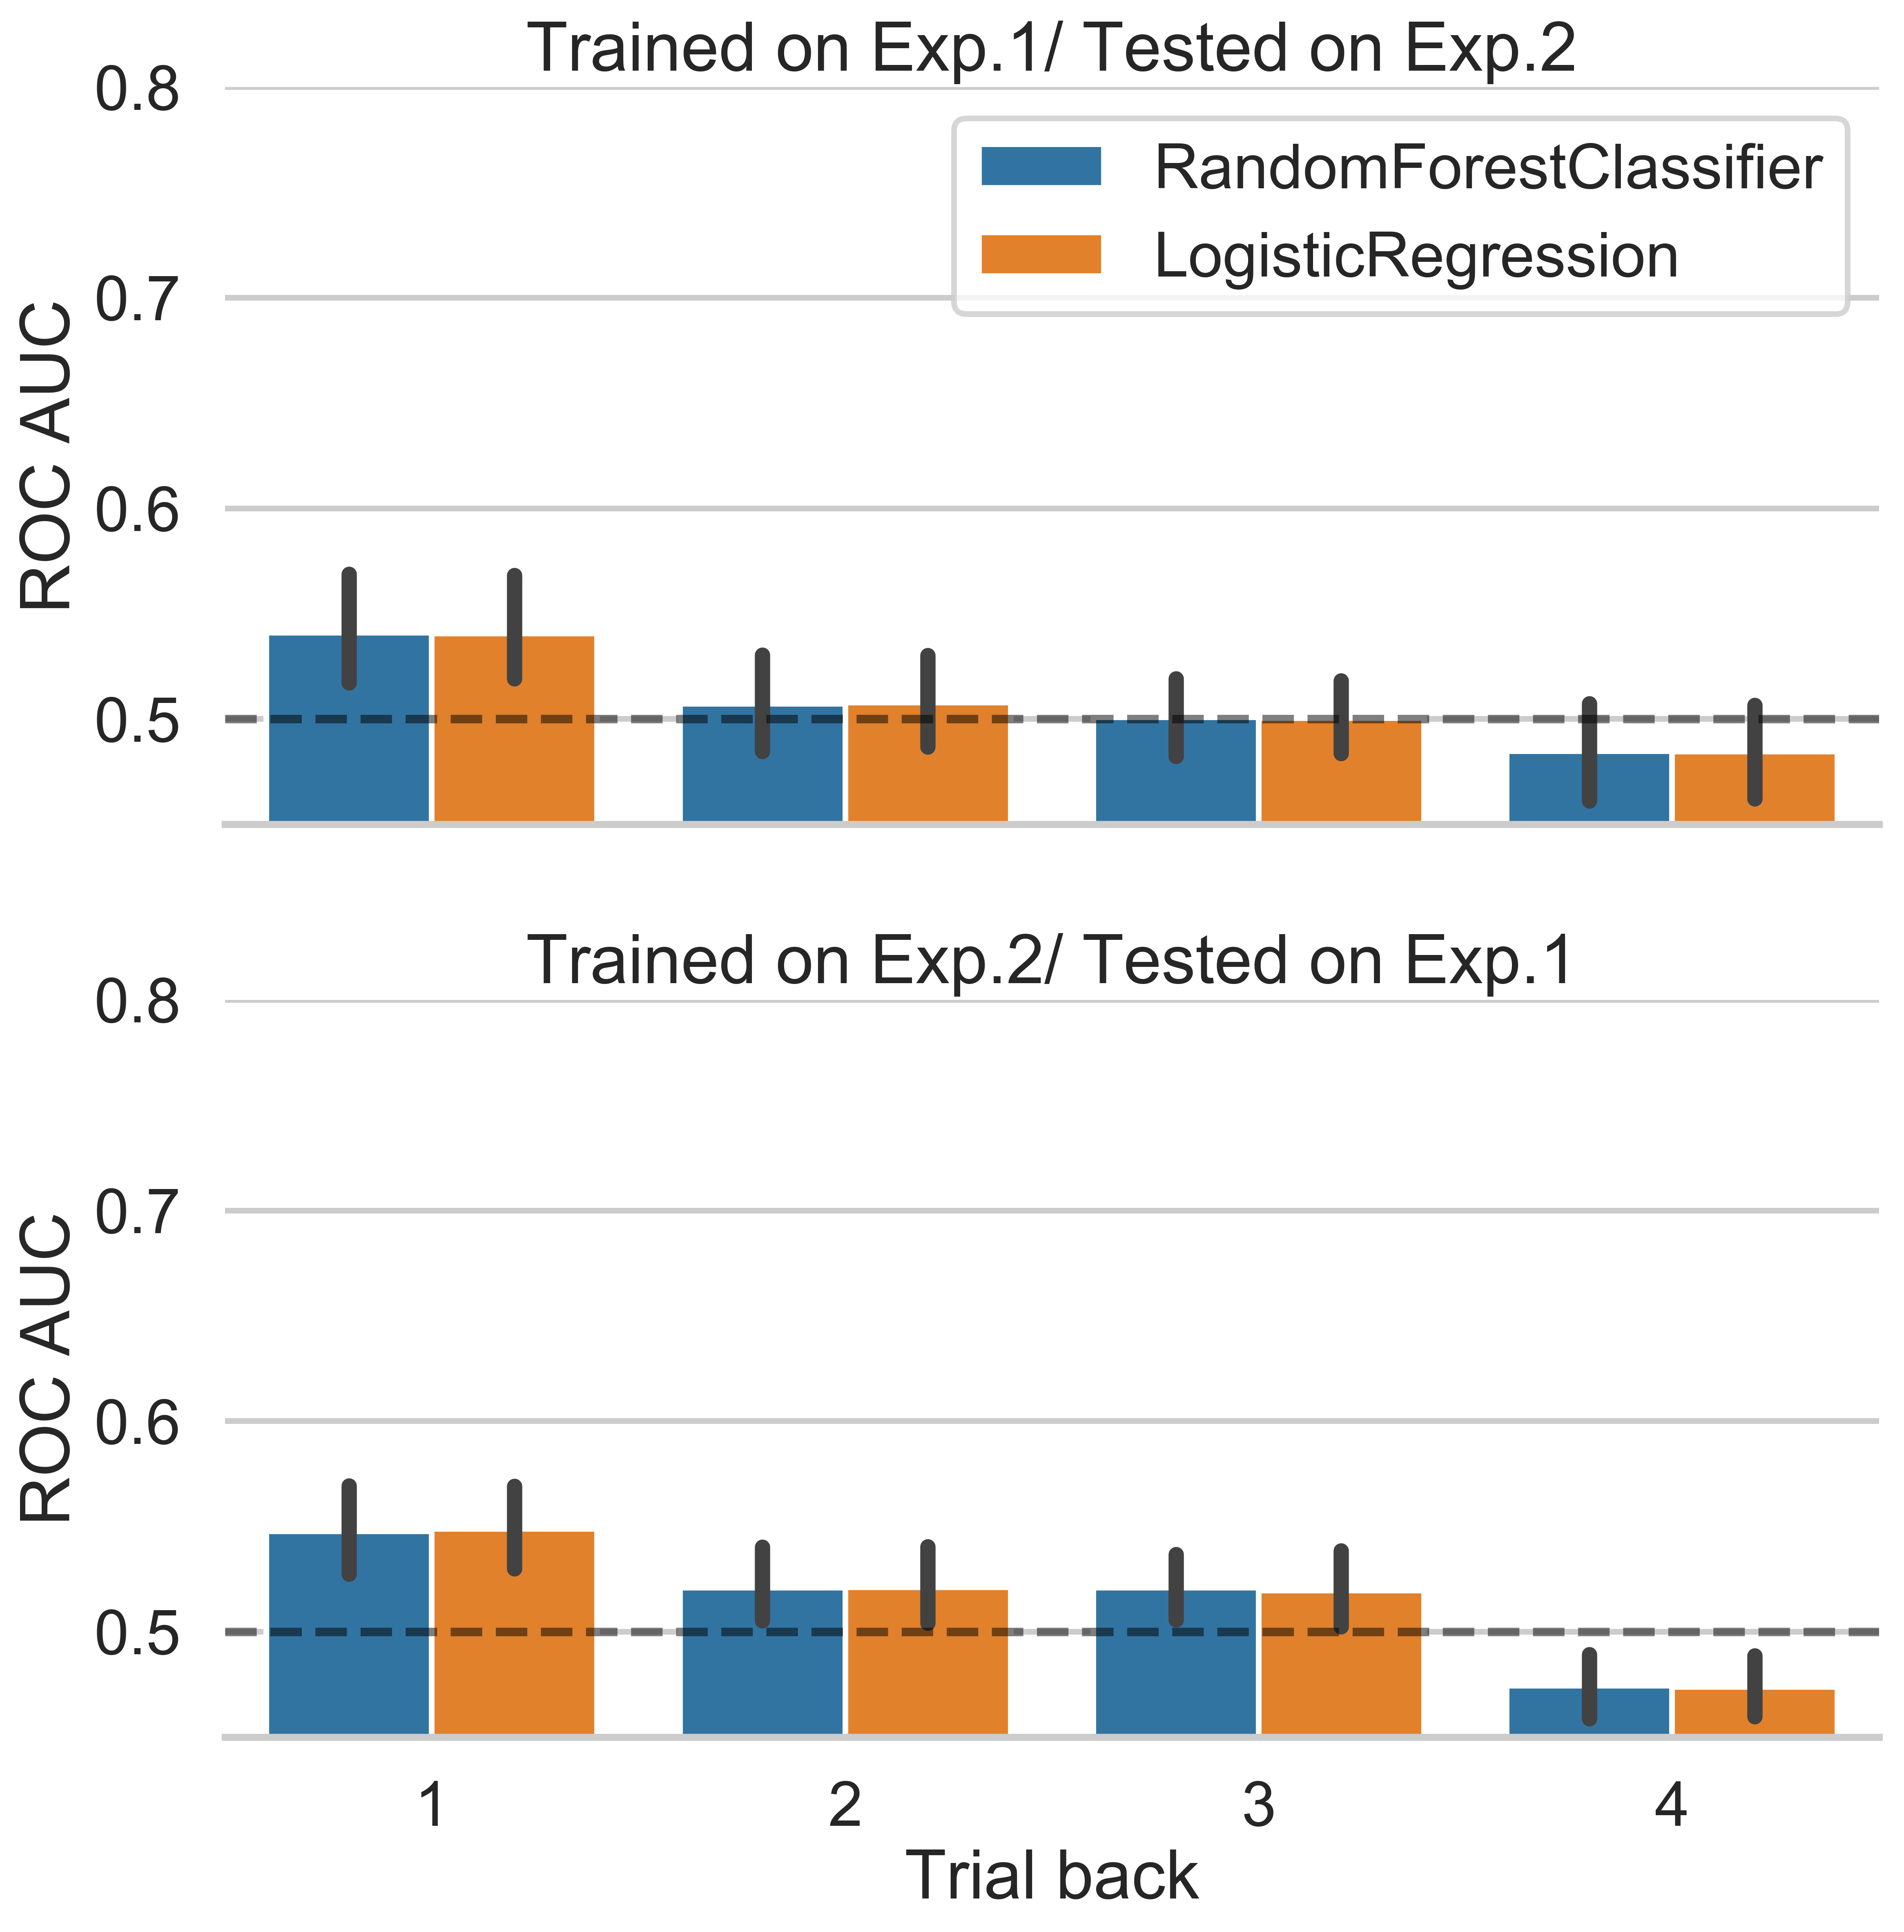 Trained on Exp.1/ Tested on Exp.2
0.8
RandomForestClassifier
LogisticRegression
0.7
0.6
0.5
ROC AUC
Trained on Exp.2/ Tested on Exp.1
0.8
0.7
0.6
0.5
ROC AUC
1 2 3 4
Trial back